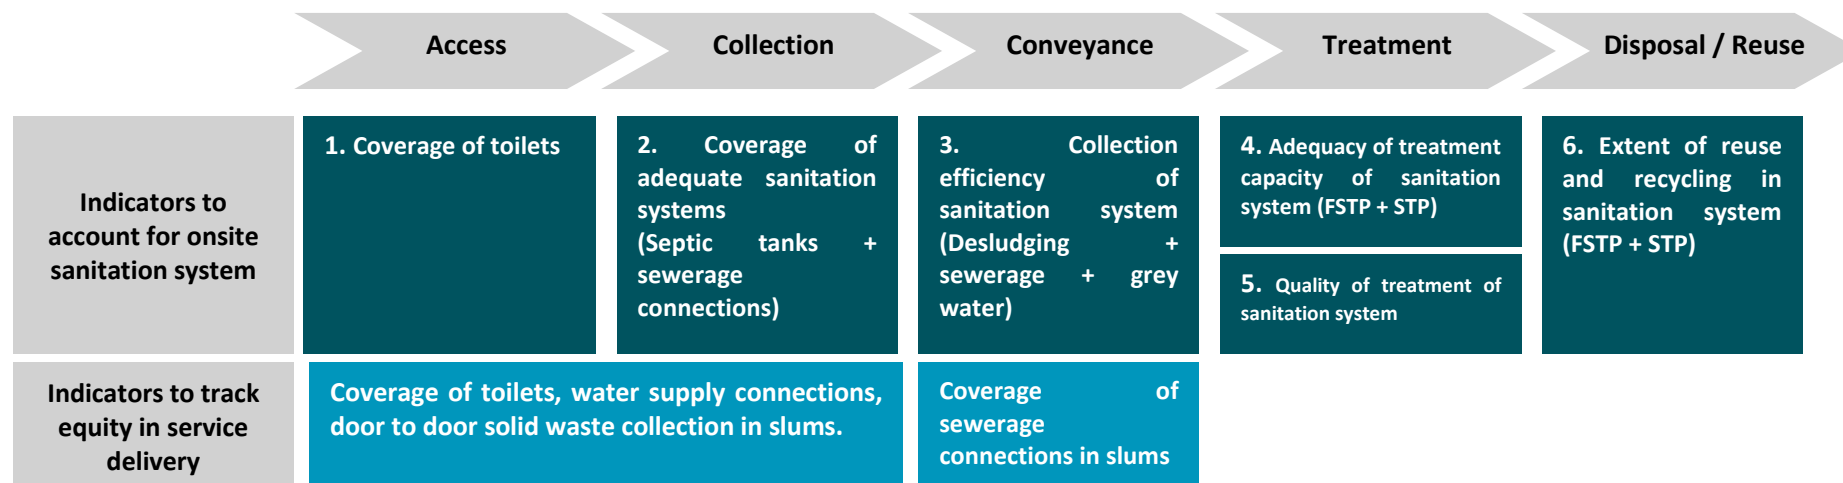 Access
Collection
Conveyance
Treatment
Disposal / Reuse
Indicators to
account for onsite
sanitation system
1. Coverage of toilets
2. Coverage of
adequate sanitation
systems
(Septic tanks +
sewerage
connections)
3. Collection
efficiency of
sanitation system
(Desludging +
sewerage + grey
water)
4. Adequacy of treatment
capacity of sanitation
system (FSTP + STP)
5. Quality of treatment of
sanitation system
6. Extent of reuse
and recycling in
sanitation system
(FSTP + STP)
Indicators to track
equity in service
delivery
Coverage of toilets, water supply connections,
door to door solid waste collection in slums.
Coverage of
sewerage
connections in slums